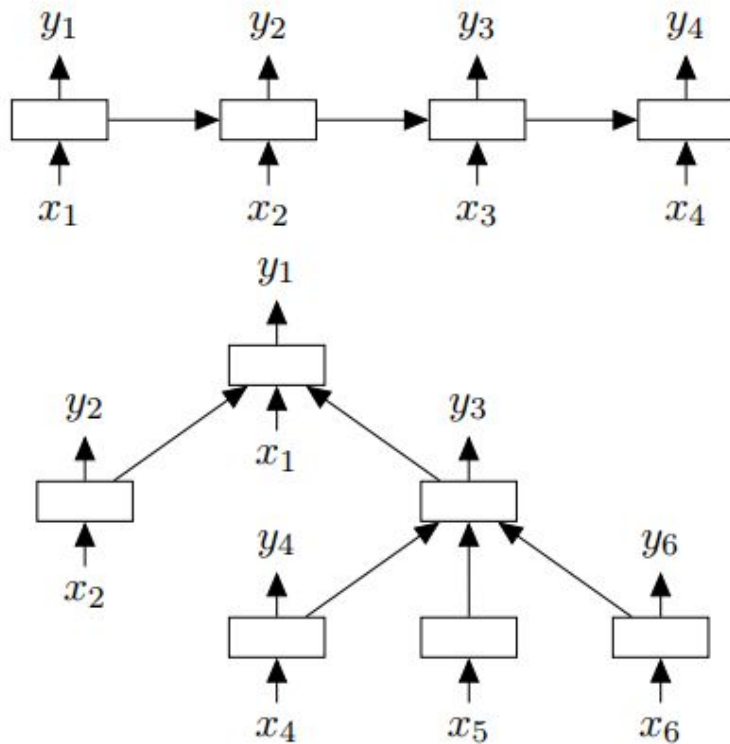 y₁ y₂ y₃ y₄
x₁ x₂ x₃ x₄
y₁
y₂ y₃
x₁
y₄ y₆
x₂
x₄ x₅ x₆